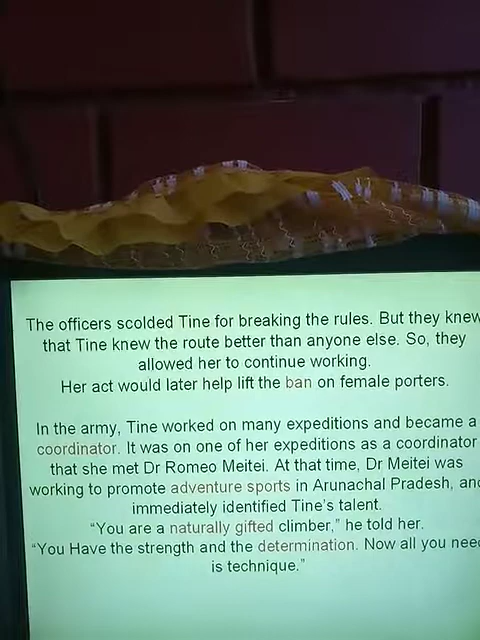 The officers scolded Tine for breaking the rules. But they knew
that Tine knew the route better than anyone else. So, they
allowed her to continue working.
Her act would later help lift the ban on female porters.
In the army, Tine worked on many expeditions and became a
coordinator. It was on one of her expeditions as a coordinator
that she met Dr Romeo Meitei. At that time, Dr Meitei was
working to promote adventure sports in Arunachal Pradesh, and
immediately identified Tine's talent.
“You are a naturally gifted climber,” he told her.
“You Have the strength and the determination. Now all you need
is technique.”